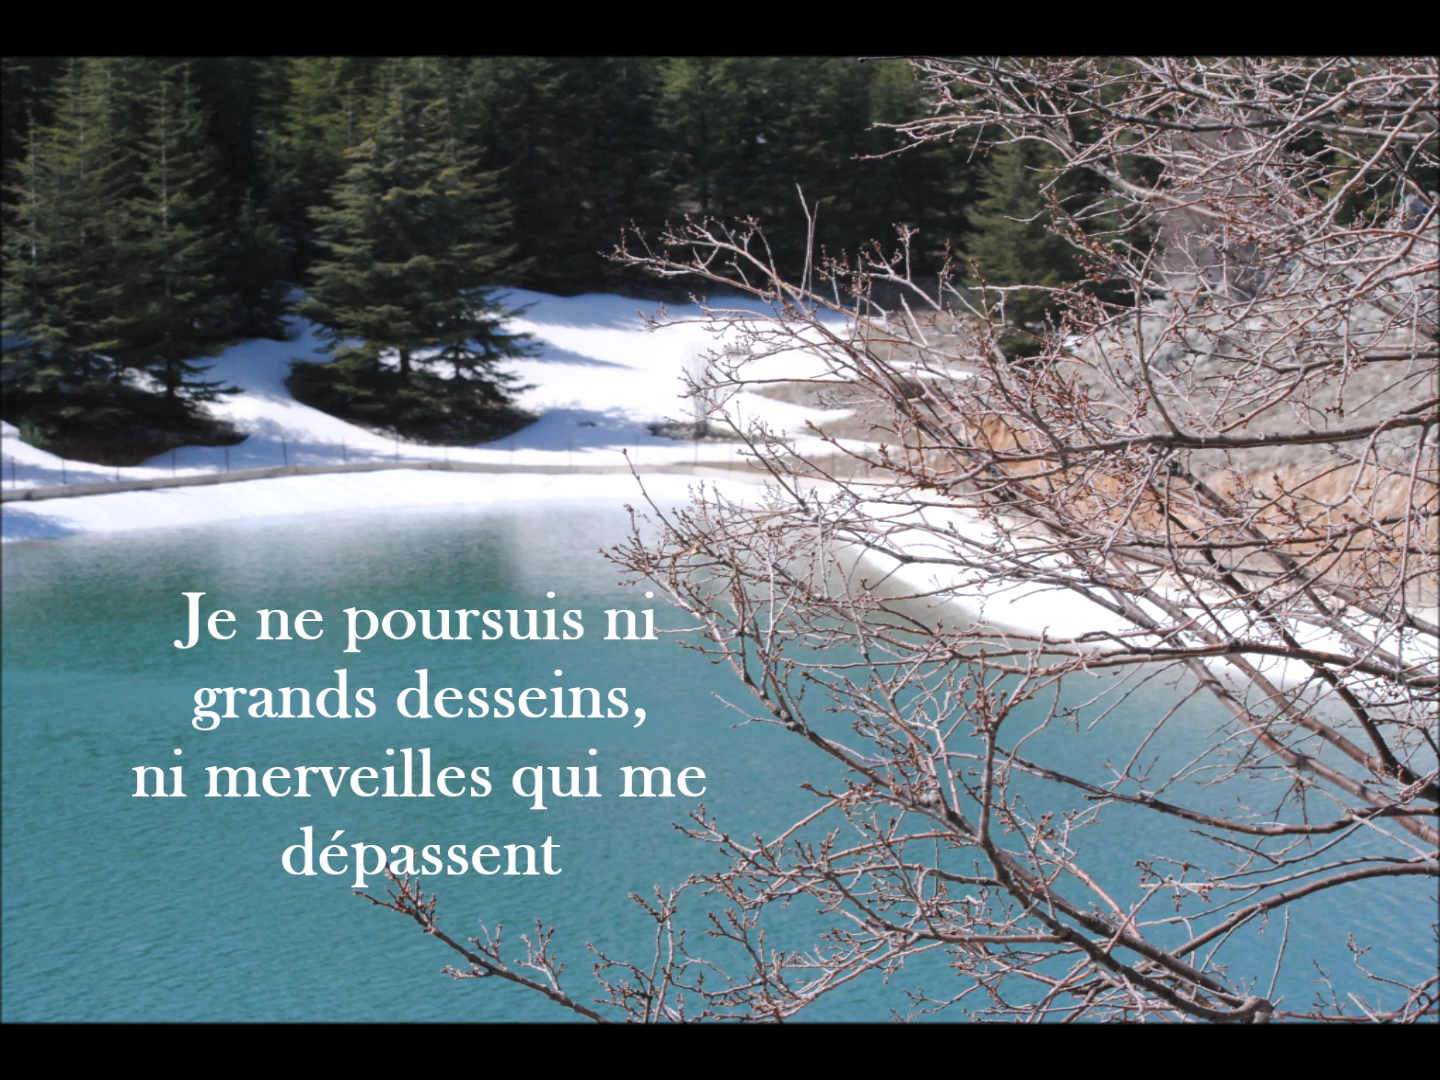 Je ne poursuis ni
grands desseins,
ni merveilles qui me
dépassent